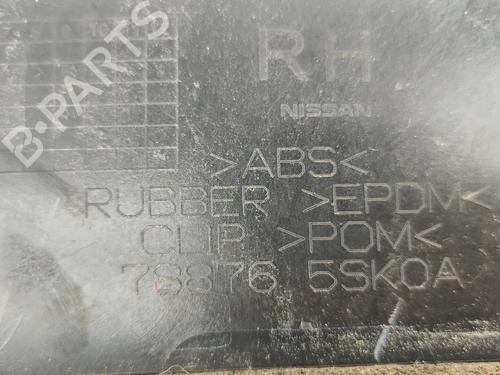 RH
NISSAN
>ABS<
RUBBER >EPDM<
CLIP >POM<
78876 5SK0A
B-PARTS